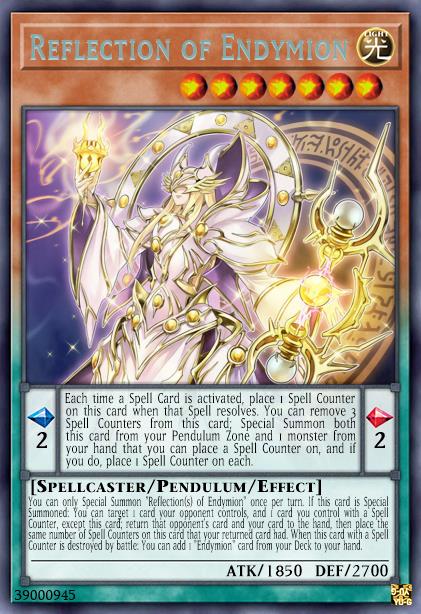 REFLECTION OF ENDYMION
LIGHT
光
Each time a Spell Card is activated, place 1 Spell Counter
on this card when that Spell resolves. You can remove 3
Spell Counters from this card; Special Summon both
this card from your Pendulum Zone and 1 monster from
your hand that you can place a Spell Counter on, and if
you do, place 1 Spell Counter on each.
2
2
[SPELLCASTER/PENDULUM/EFFECT]
You can only Special Summon "Reflection(s) of Endymion" once per turn. If this card is Special
Summoned: You can target 1 card your opponent controls, and 1 card you control with a Spell
Counter, except this card; return that opponent's card and your card to the hand, then place
the same number of Spell Counters on this card that your returned card had. When this card with a Spell
Counter is destroyed by battle: You can add 1 "Endymion" card from your Deck to your hand.
ATK/1850 DEF/2700
39000945